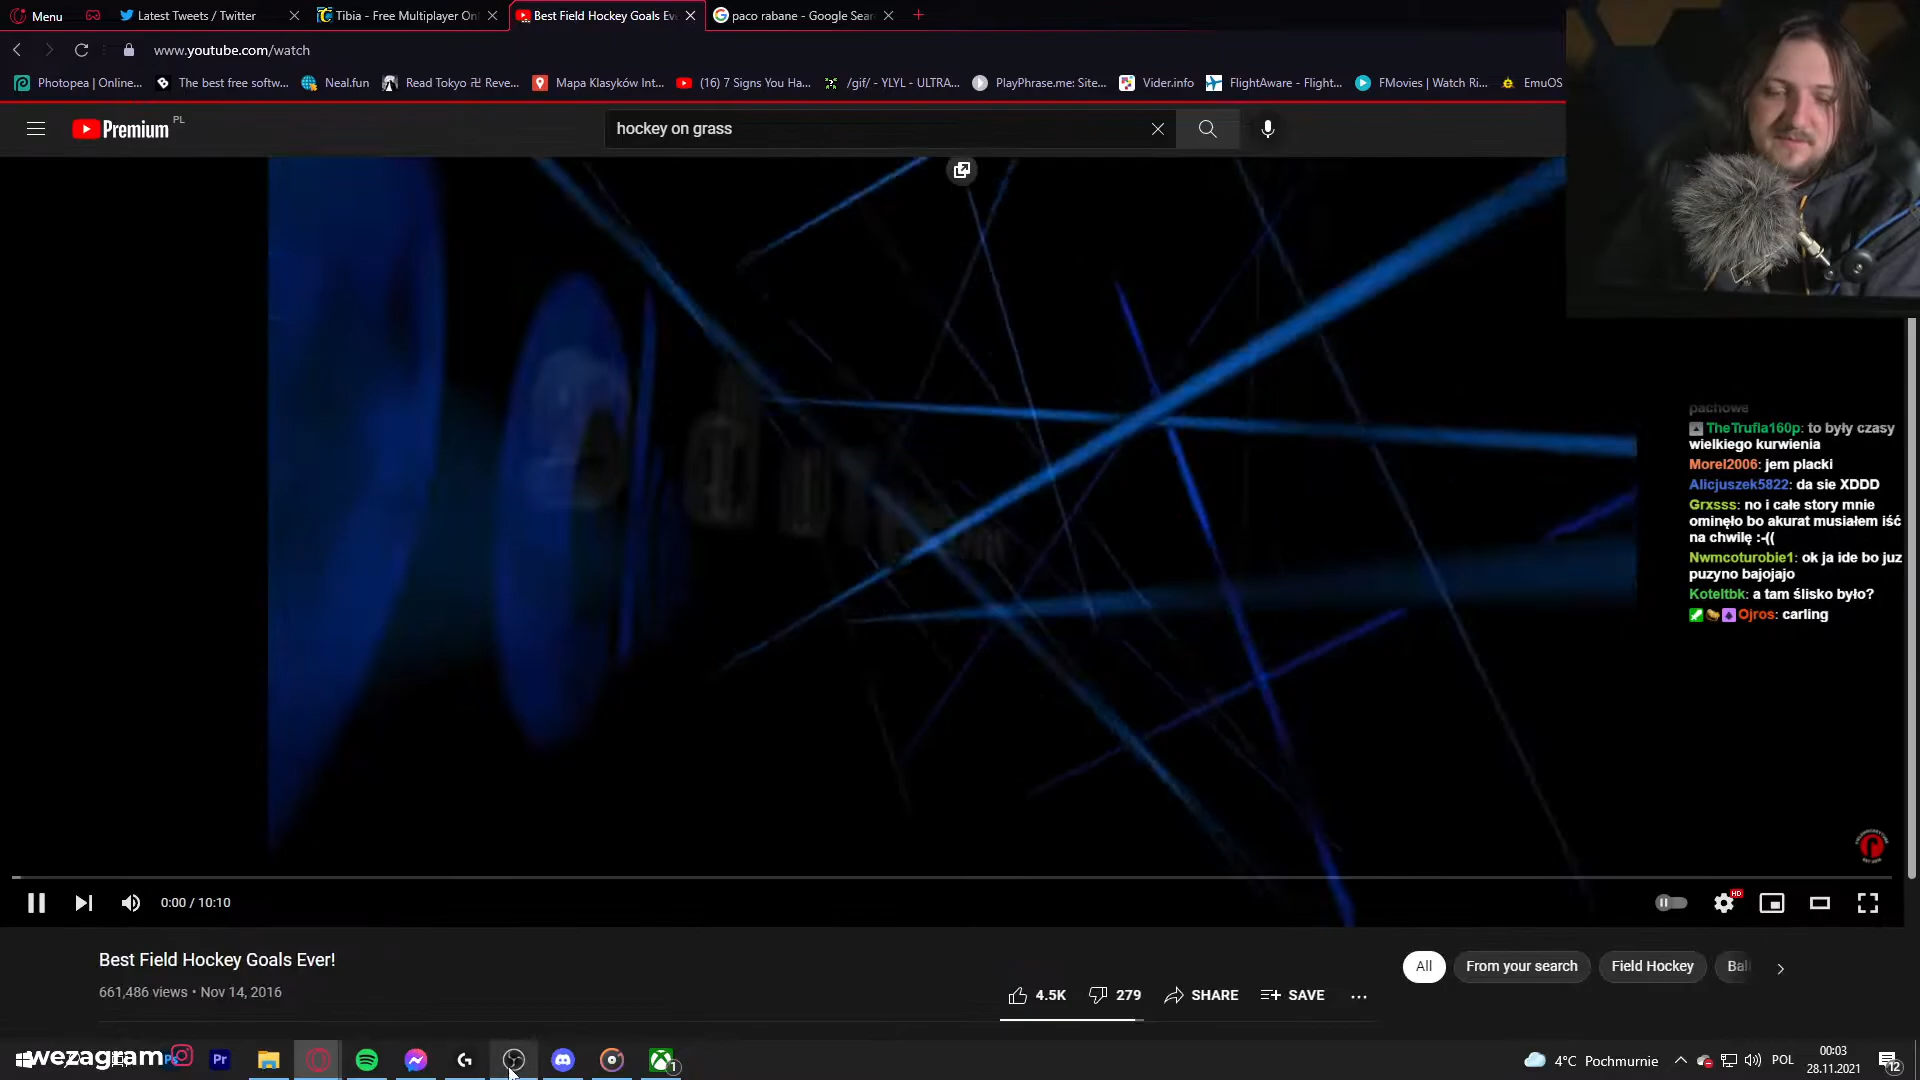 Menu
Latest Tweets / Twitter
Tibia - Free Multiplayer On
Best Field Hockey Goals Ev
paco rabane - Google Sear
www.youtube.com/watch
Photopea | Online...
The best free softw...
Neal.fun
Read Tokyo 卍 Reve...
Mapa Klasyków Int...
(16) 7 Signs You Ha...
/gif/ - YLYL - ULTRA...
PlayPhrase.me: Site...
Vider.info
FlightAware - Flight...
FMovies | Watch Ri...
EmuOS
Premium PL
hockey on grass
pachowe
TheTrufla160p: to były czasy
wielkiego kurwienia
Morel2006: jem placki
Alicjuszek5822: da sie XDDD
Grxsss: no i całe story mnie
ominęło bo akurat musiałem iść
na chwilę :-((
Nwmcoturobie1: ok ja ide bo juz
puzyno bajojajo
Koteltbk: a tam ślisko było?
Ojros: carling
0:00 / 10:10
HD
Best Field Hockey Goals Ever!
661,486 views • Nov 14, 2016
4.5K
279
SHARE
SAVE
All
From your search
Field Hockey
Bal
wezagram
Pr
1
4°C Pochmurnie
POL
00:03
28.11.2021
12